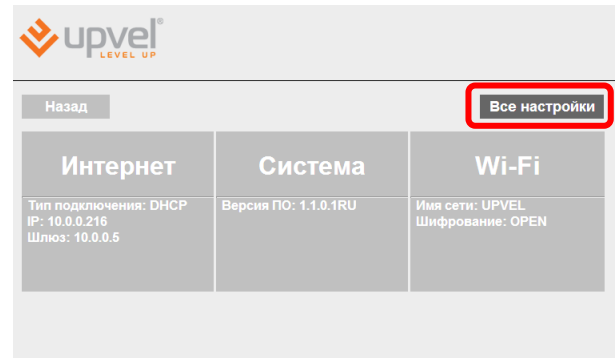 upvel
LEVEL UP
Назад
Все настройки
Интернет
Система
Wi-Fi
Тип подключения: DHCP
IP: 10.0.0.216
Шлюз: 10.0.0.5
Версия ПО: 1.1.0.1RU
Имя сети: UPVEL
Шифрование: OPEN